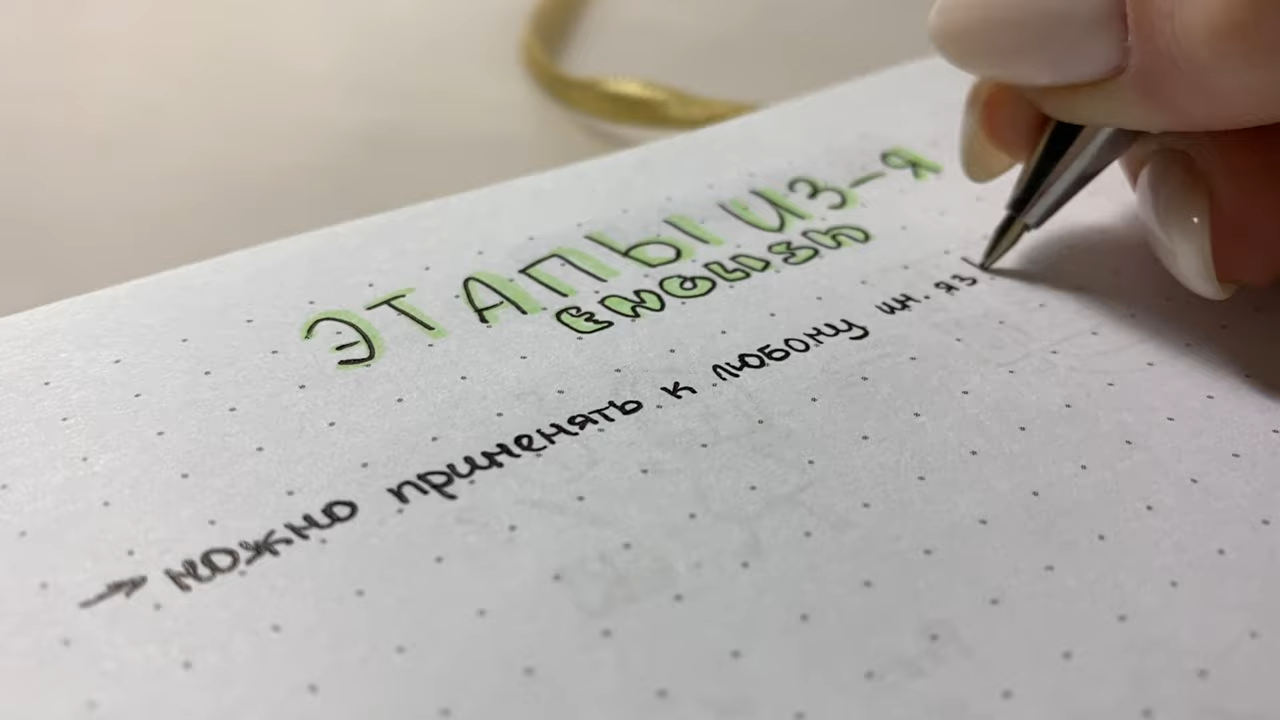 ЭТАПЫ ИЗ-Я
ENGLISH
→ можно применять к любому ин. яз